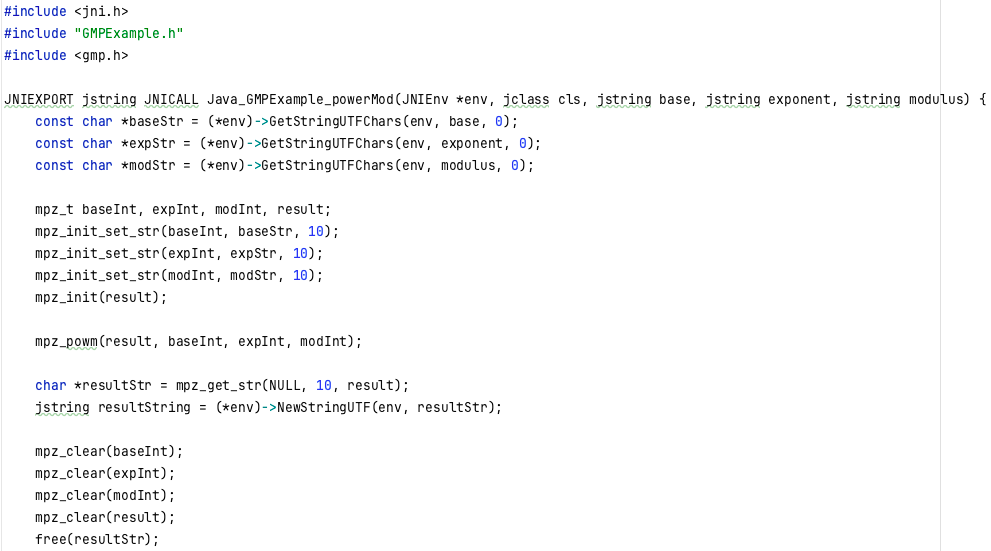 #include <jni.h>
#include "GMPExample.h"
#include <gmp.h>

JNIEXPORT jstring JNICALL Java_GMPExample_powerMod(JNIEnv *env, jclass cls, jstring base, jstring exponent, jstring modulus) {
    const char *baseStr = (*env)->GetStringUTFChars(env, base, 0);
    const char *expStr = (*env)->GetStringUTFChars(env, exponent, 0);
    const char *modStr = (*env)->GetStringUTFChars(env, modulus, 0);

    mpz_t baseInt, expInt, modInt, result;
    mpz_init_set_str(baseInt, baseStr, 10);
    mpz_init_set_str(expInt, expStr, 10);
    mpz_init_set_str(modInt, modStr, 10);
    mpz_init(result);

    mpz_powm(result, baseInt, expInt, modInt);

    char *resultStr = mpz_get_str(NULL, 10, result);
    jstring resultString = (*env)->NewStringUTF(env, resultStr);

    mpz_clear(baseInt);
    mpz_clear(expInt);
    mpz_clear(modInt);
    mpz_clear(result);
    free(resultStr);